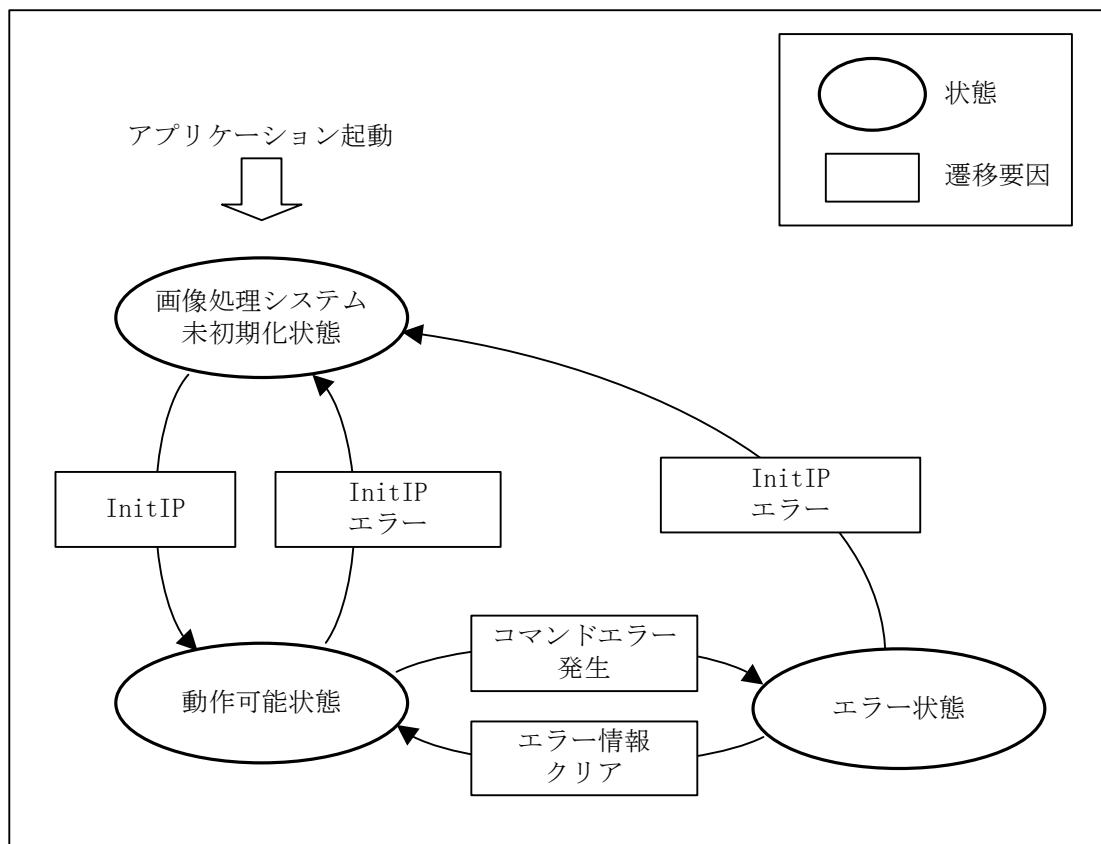 状態
遷移要因
アプリケーション起動
画像処理システム
未初期化状態
InitIP
InitIP
エラー
InitIP
エラー
コマンドエラー
発生
動作可能状態
エラー状態
エラー情報
クリア